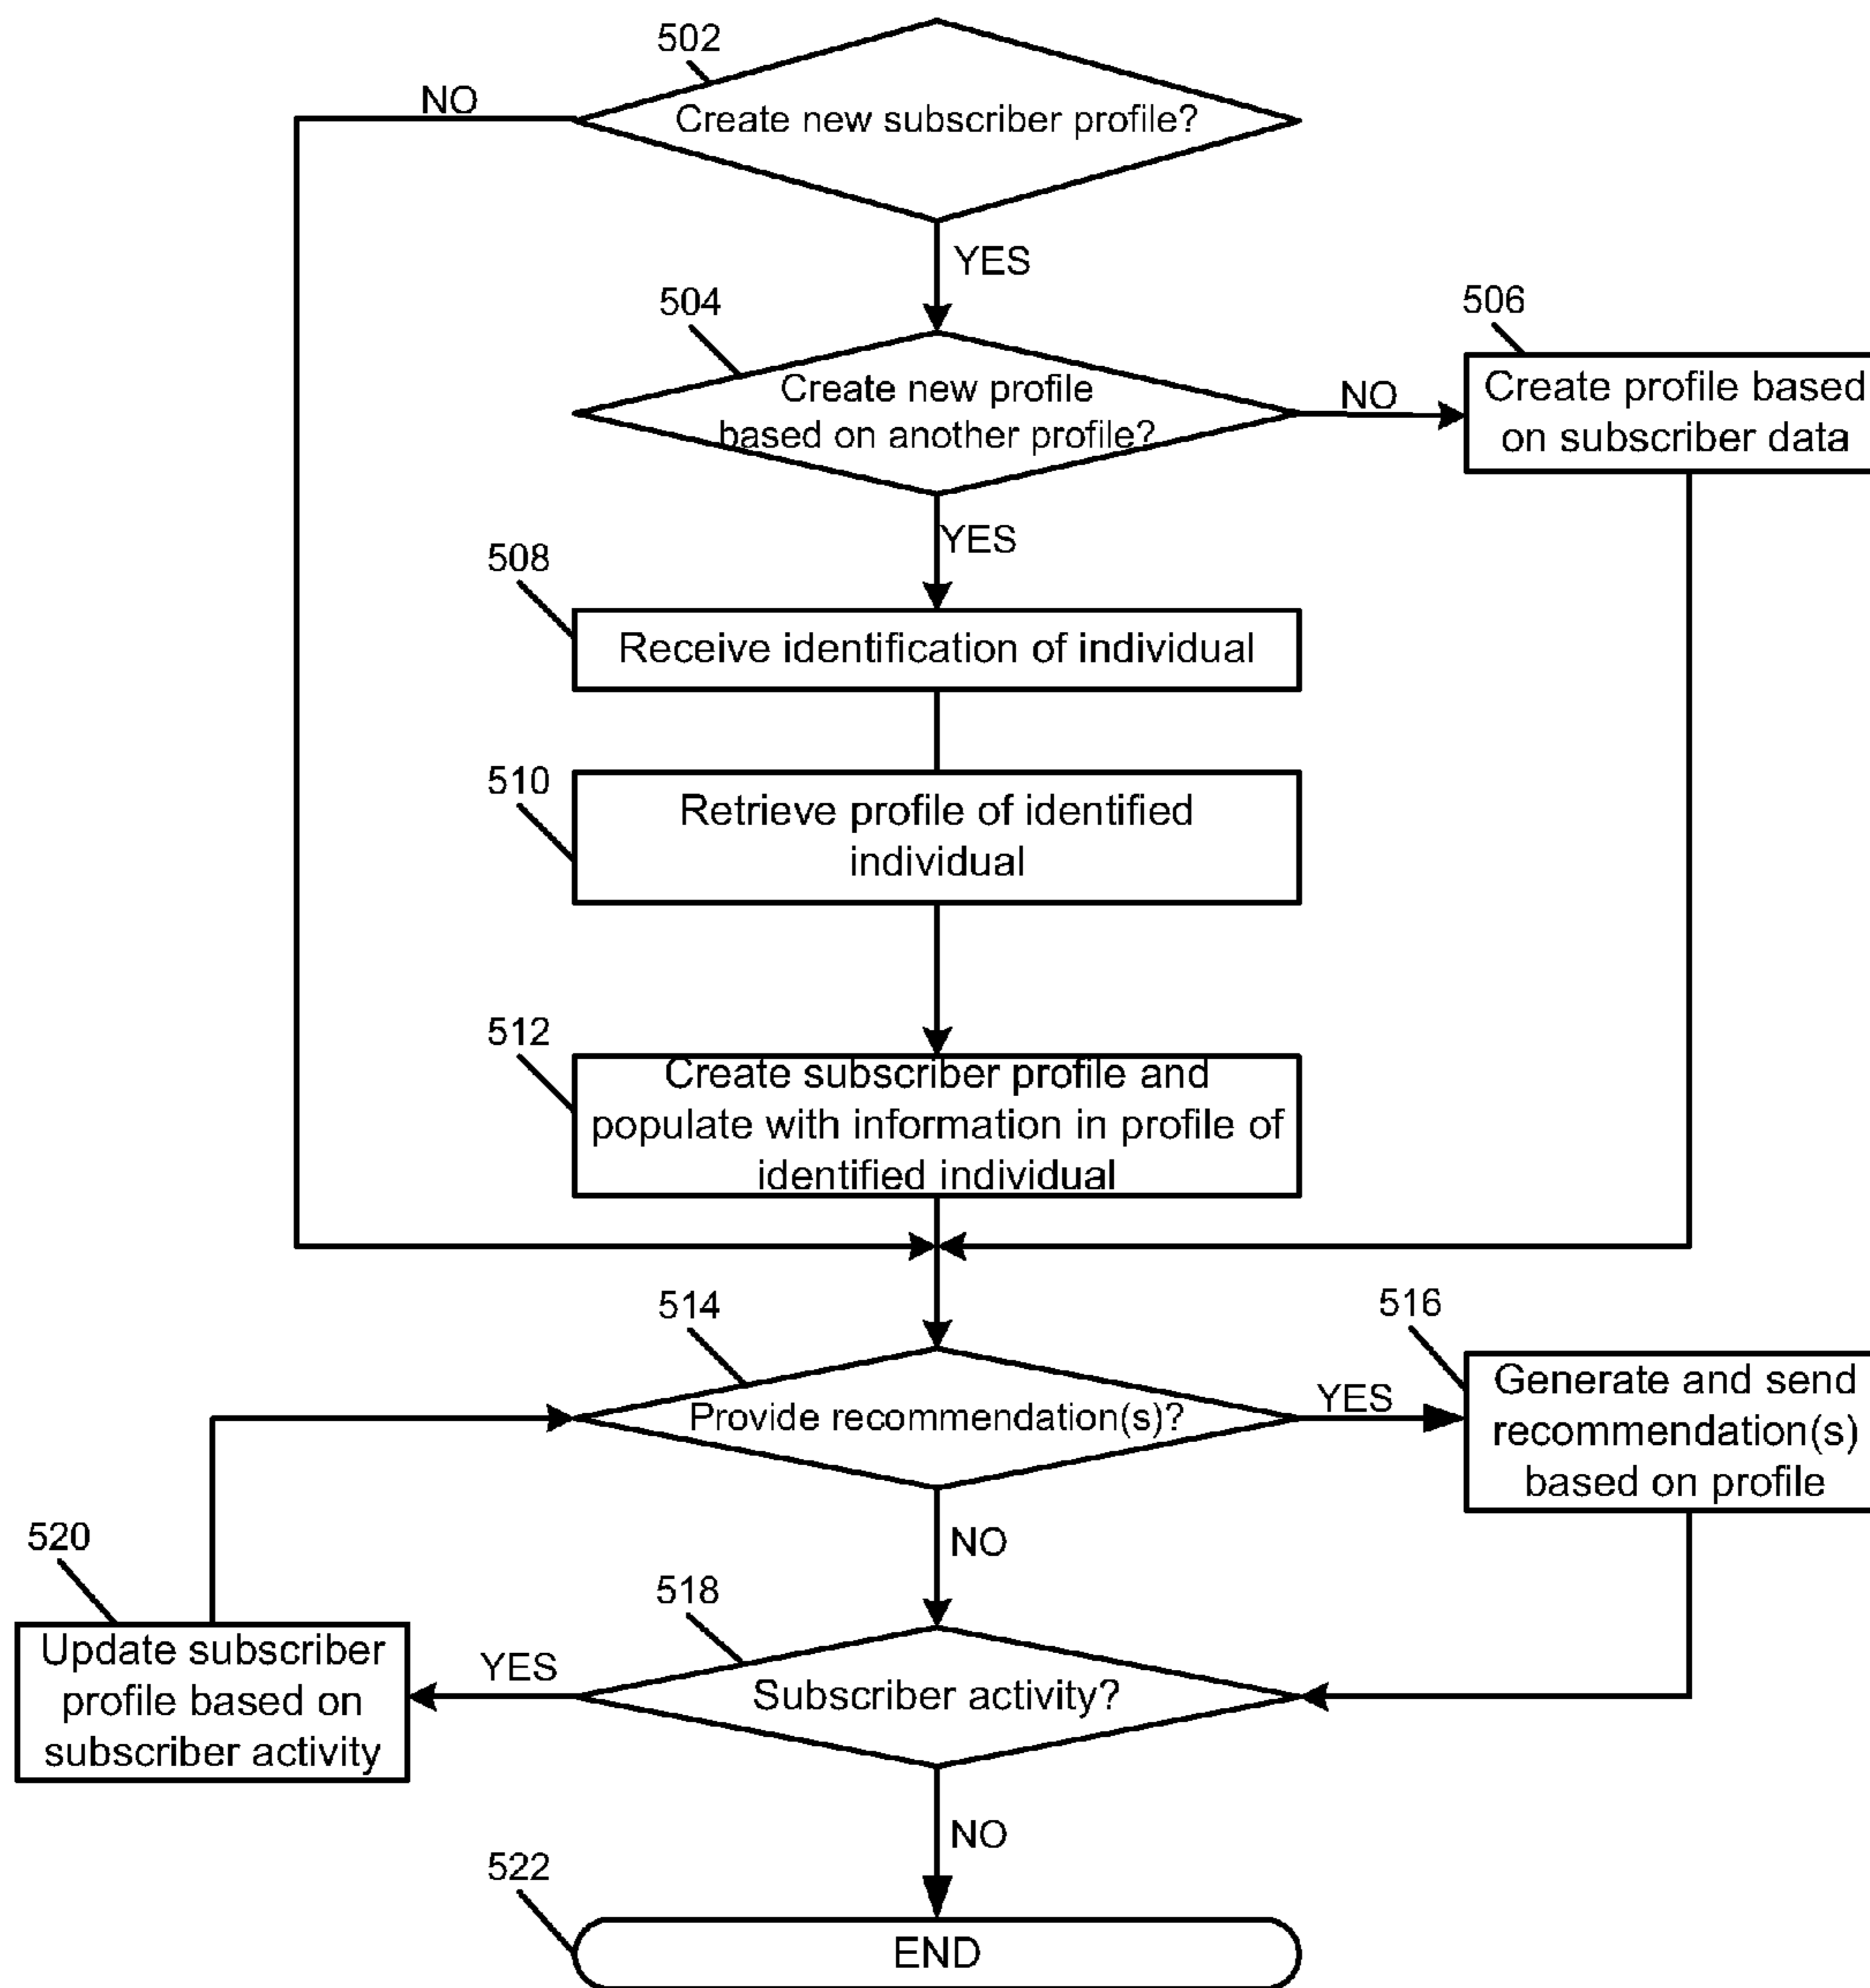 502
NO
Create new subscriber profile?
YES
504
506
Create new profile
based on another profile?
NO
Create profile based
on subscriber data
YES
508
Receive identification of individual
510
Retrieve profile of identified
individual
512
Create subscriber profile and
populate with information in profile of
identified individual
514
516
Provide recommendation(s)?
YES
Generate and send
recommendation(s)
based on profile
NO
520
518
Update subscriber
profile based on
subscriber activity
YES
Subscriber activity?
NO
522
END